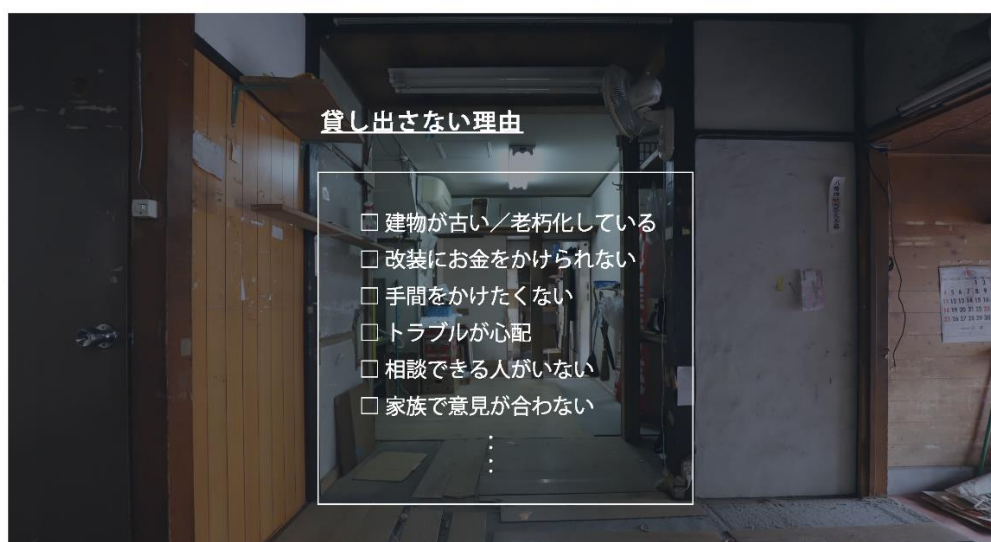 貸し出さない理由
□ 建物が古い／老朽化している
□ 改装にお金をかけられない
□ 手間をかけたくない
□ トラブルが心配
□ 相談できる人がいない
□ 家族で意見が合わない